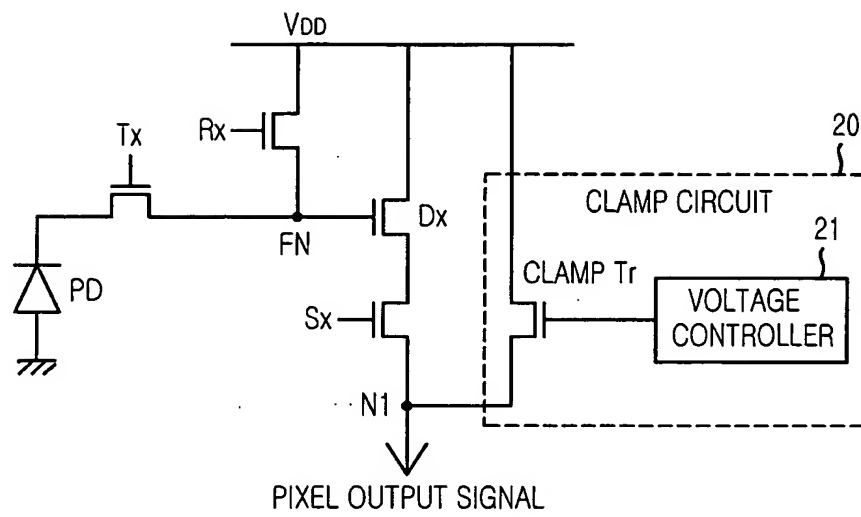 VDD
20
Rx
Tx
CLAMP CIRCUIT
21
FN
Dx
CLAMP Tr
VOLTAGE
CONTROLLER
PD
Sx
N1
PIXEL OUTPUT SIGNAL